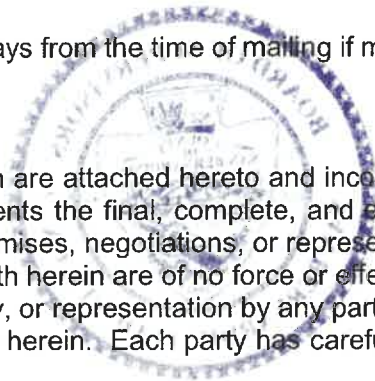 ays from the time of mailing if m
n are attached hereto and inco
ents the final, complete, and e
mises, negotiations, or represe
th herein are of no force or effe
y, or representation by any part
herein. Each party has carefu